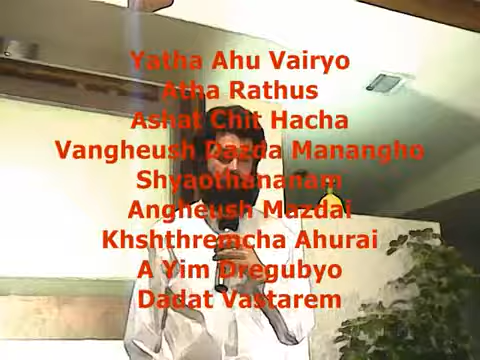 Yatha Ahu Vairyo
Atha Rathus
Ashat Chit Hacha
Vangheush Dazda Manangho
Shyaothananam
Angheush Mazdai
Khshthremcha Ahurai
A Yim Dregubyo
Dadat Vastarem